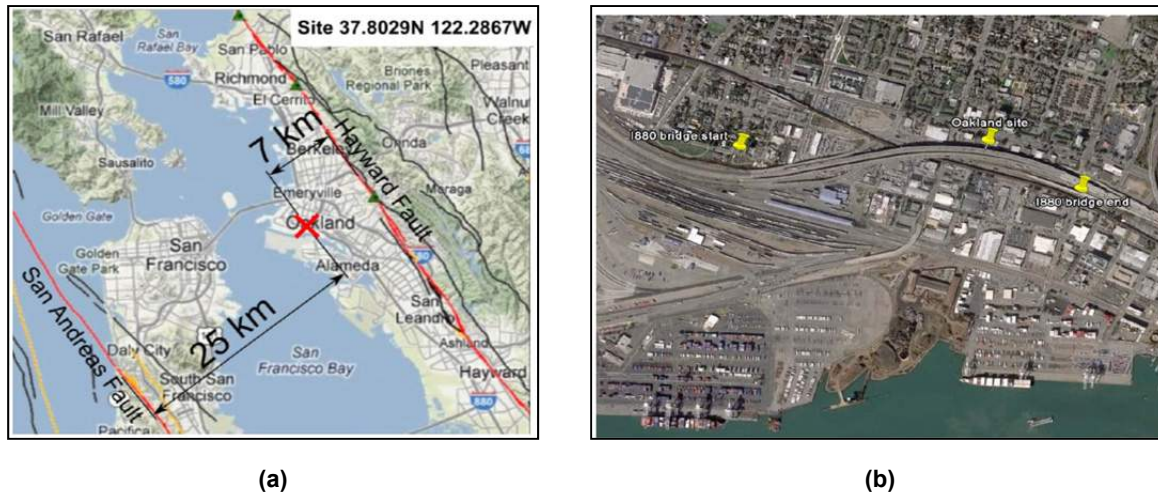 Site 37.8029N 122.2867W
San Rafael
San
Rafael Bay
San Pablo
580
Richmond
El Cerrito
Briones
Regional Park
Pleasant
Walnut
Creek
Mill Valley
7 km
Hayward Fault
Berkeley
Orinda
Sausalito
Emeryville
Moraga
Golden Gate
Oakland
Golden
Gate Park
San
Francisco
Alameda
San Andreas Fault
25 km
San
Leandro
Daly City
San
Francisco Bay
Ashland
South San
Francisco
Hayward
880
Pacifica
I880 bridge start
Oakland site
I880 bridge end
(a)
(b)